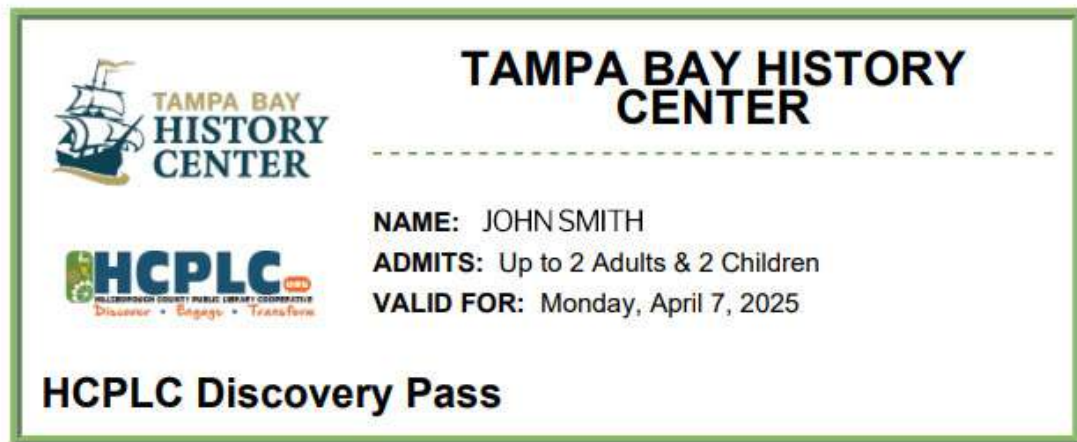 TAMPA BAY
HISTORY
CENTER
TAMPA BAY HISTORY
CENTER
HCPLC.ORG
HILLSBOROUGH COUNTY PUBLIC LIBRARY COOPERATIVE
Discover • Engage • Transform
NAME: JOHN SMITH
ADMITS: Up to 2 Adults & 2 Children
VALID FOR: Monday, April 7, 2025
HCPLC Discovery Pass